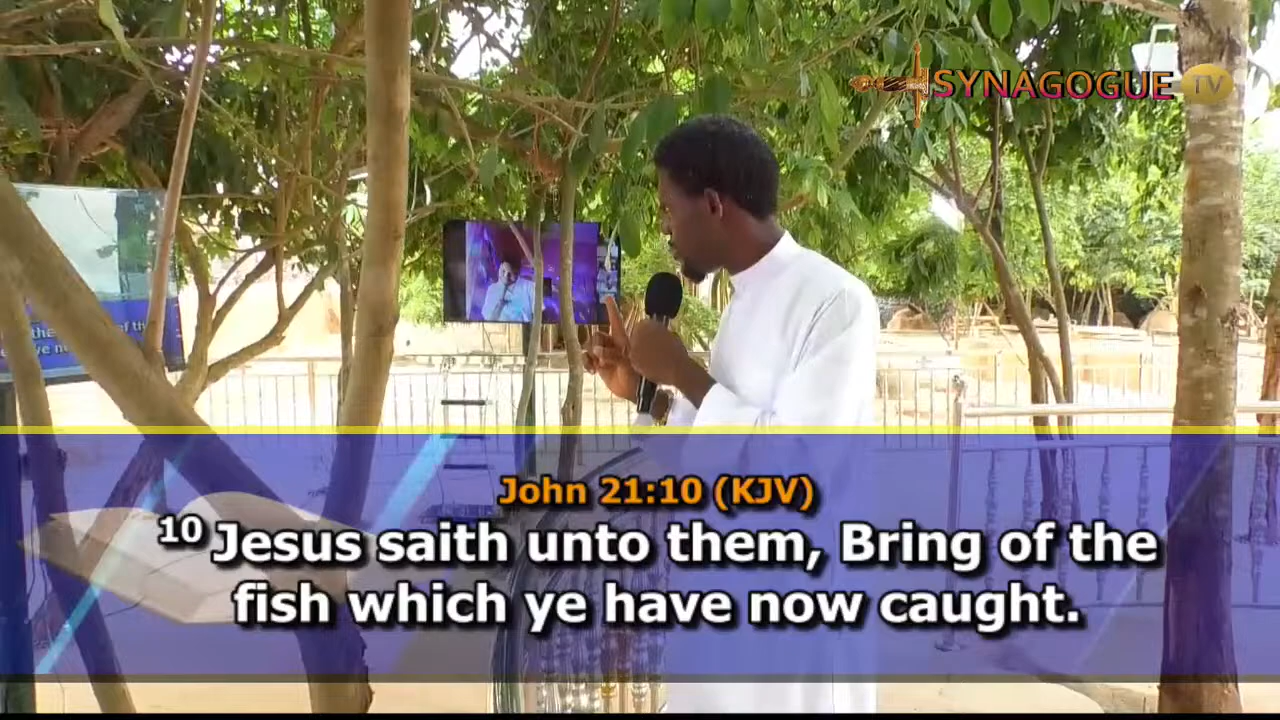 SYNAGOGUE TV
John 21:10 (KJV)
10 Jesus saith unto them, Bring of the
fish which ye have now caught.